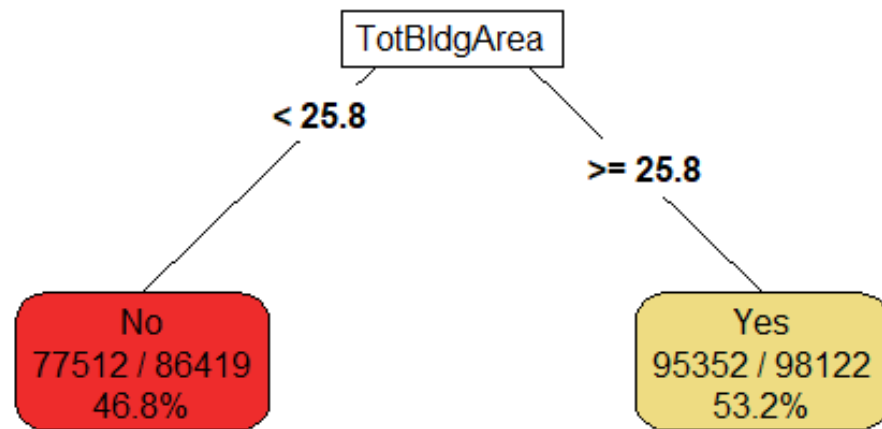 TotBldgArea
< 25.8
>= 25.8
No
77512 / 86419
46.8%
Yes
95352 / 98122
53.2%